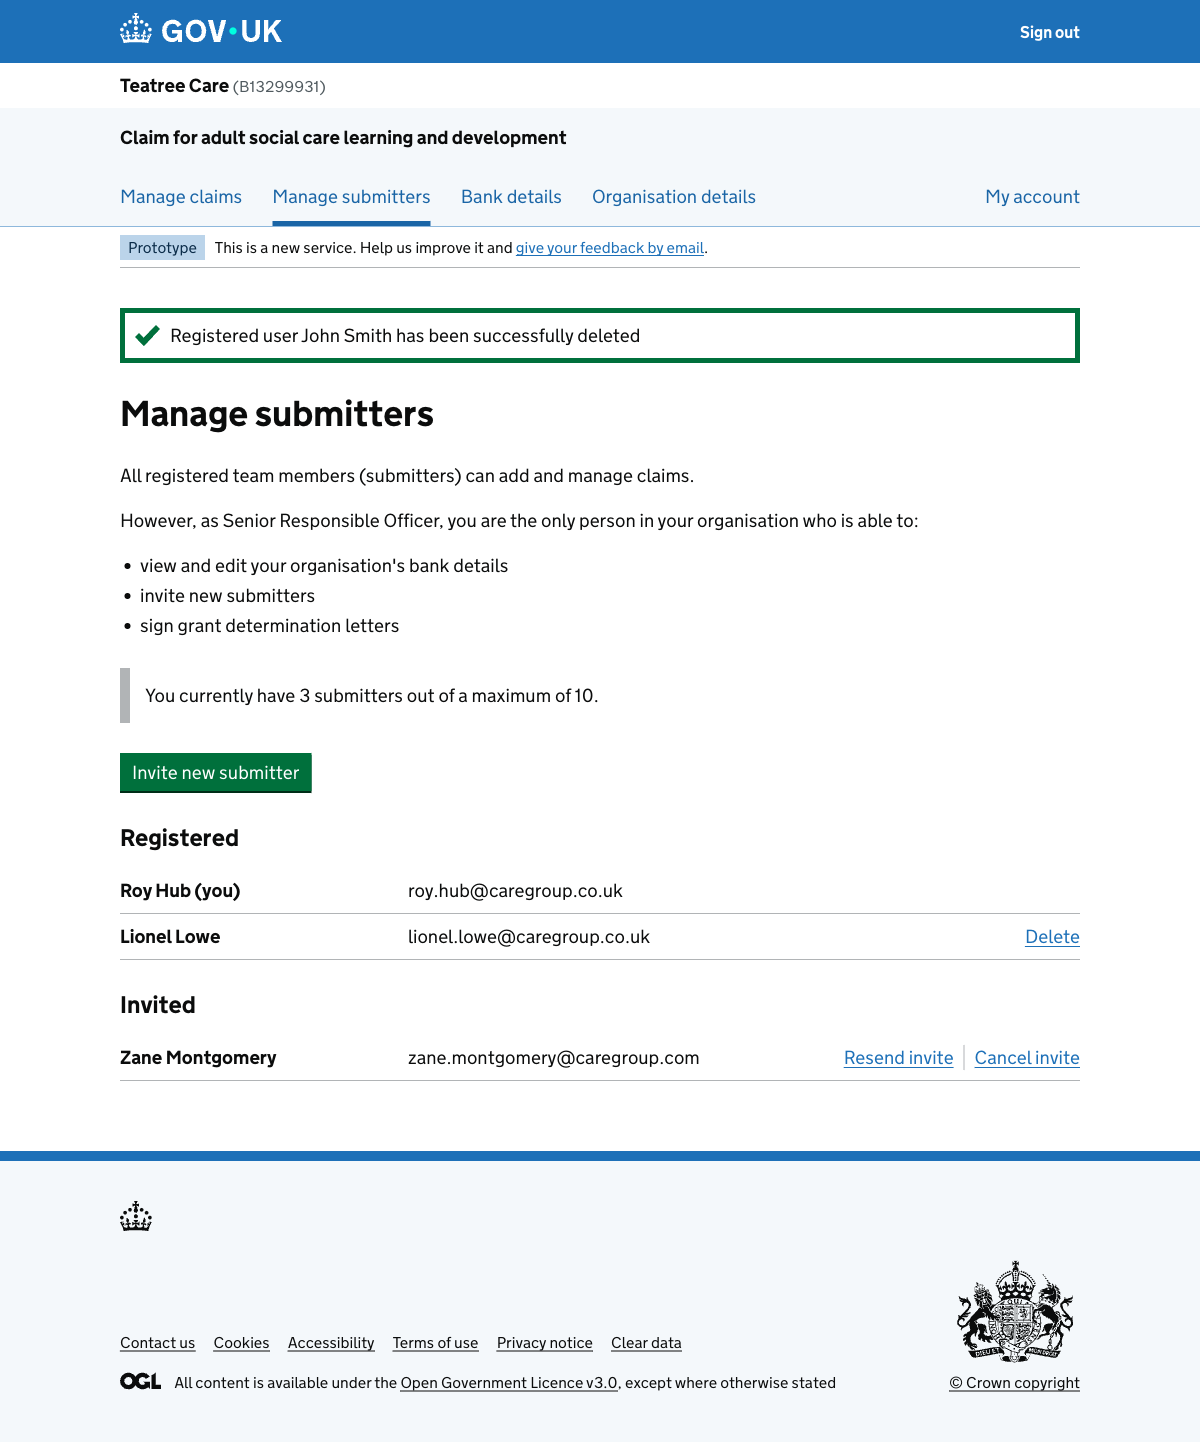 GOV·UK
Sign out
Teatree Care (B13299931)
Claim for adult social care learning and development
Manage claims Manage submitters Bank details Organisation details My account
Prototype This is a new service. Help us improve it and give your feedback by email.
Registered user John Smith has been successfully deleted
Manage submitters
All registered team members (submitters) can add and manage claims.
However, as Senior Responsible Officer, you are the only person in your organisation who is able to:
• view and edit your organisation's bank details
• invite new submitters
• sign grant determination letters
You currently have 3 submitters out of a maximum of 10.
Invite new submitter
Registered
Roy Hub (you) roy.hub@caregroup.co.uk
Lionel Lowe lionel.lowe@caregroup.co.uk Delete
Invited
Zane Montgomery zane.montgomery@caregroup.com Resend invite Cancel invite
Contact us Cookies Accessibility Terms of use Privacy notice Clear data
OGL All content is available under the Open Government Licence v3.0, except where otherwise stated
© Crown copyright